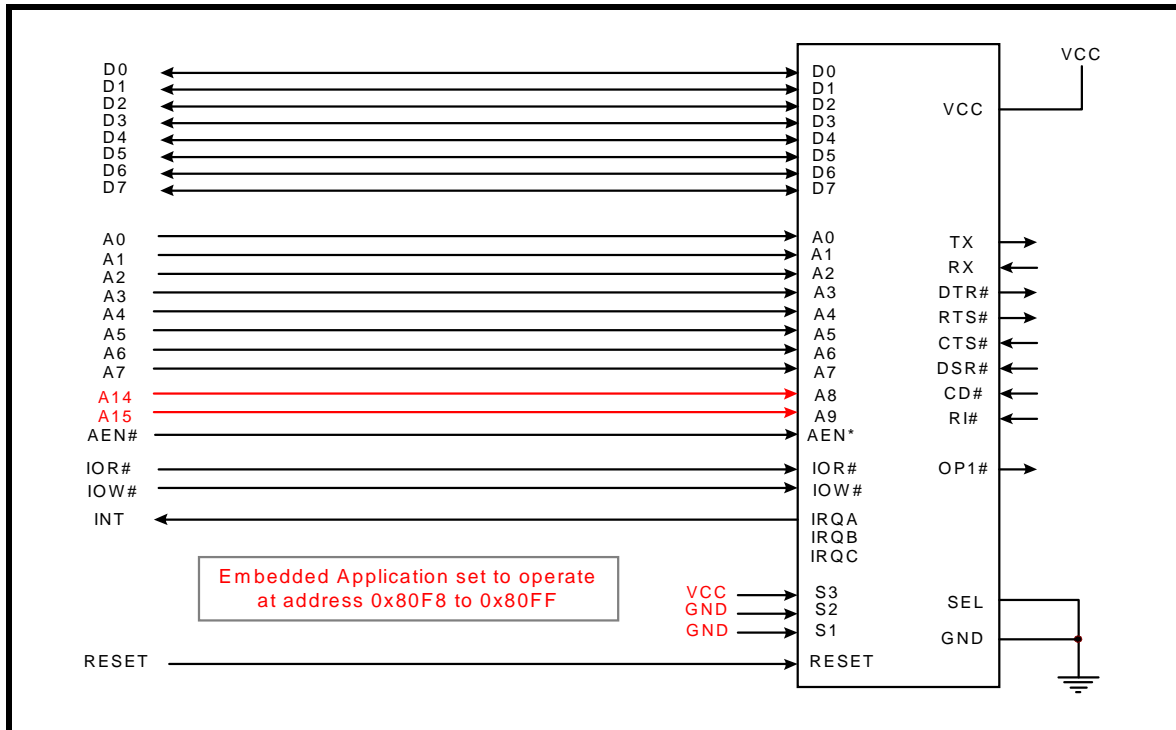 VCC
D0 D0
D1 D1
D2 D2 VCC
D3 D3
D4 D4
D5 D5
D6 D6
D7 D7
A0 A0 TX
A1 A1
A2 A2 RX
A3 A3 DTR#
A4 A4 RTS#
A5 A5 CTS#
A6 A6
A7 A7 DSR#
A14 A8 CD#
A15 A9 RI#
AEN# AEN*
IOR# IOR# OP1#
IOW# IOW#
INT IRQA
IRQB
IRQC
Embedded Application set to operate
at address 0x80F8 to 0x80FF
VCC S3 SEL
GND S2
GND S1 GND
RESET RESET